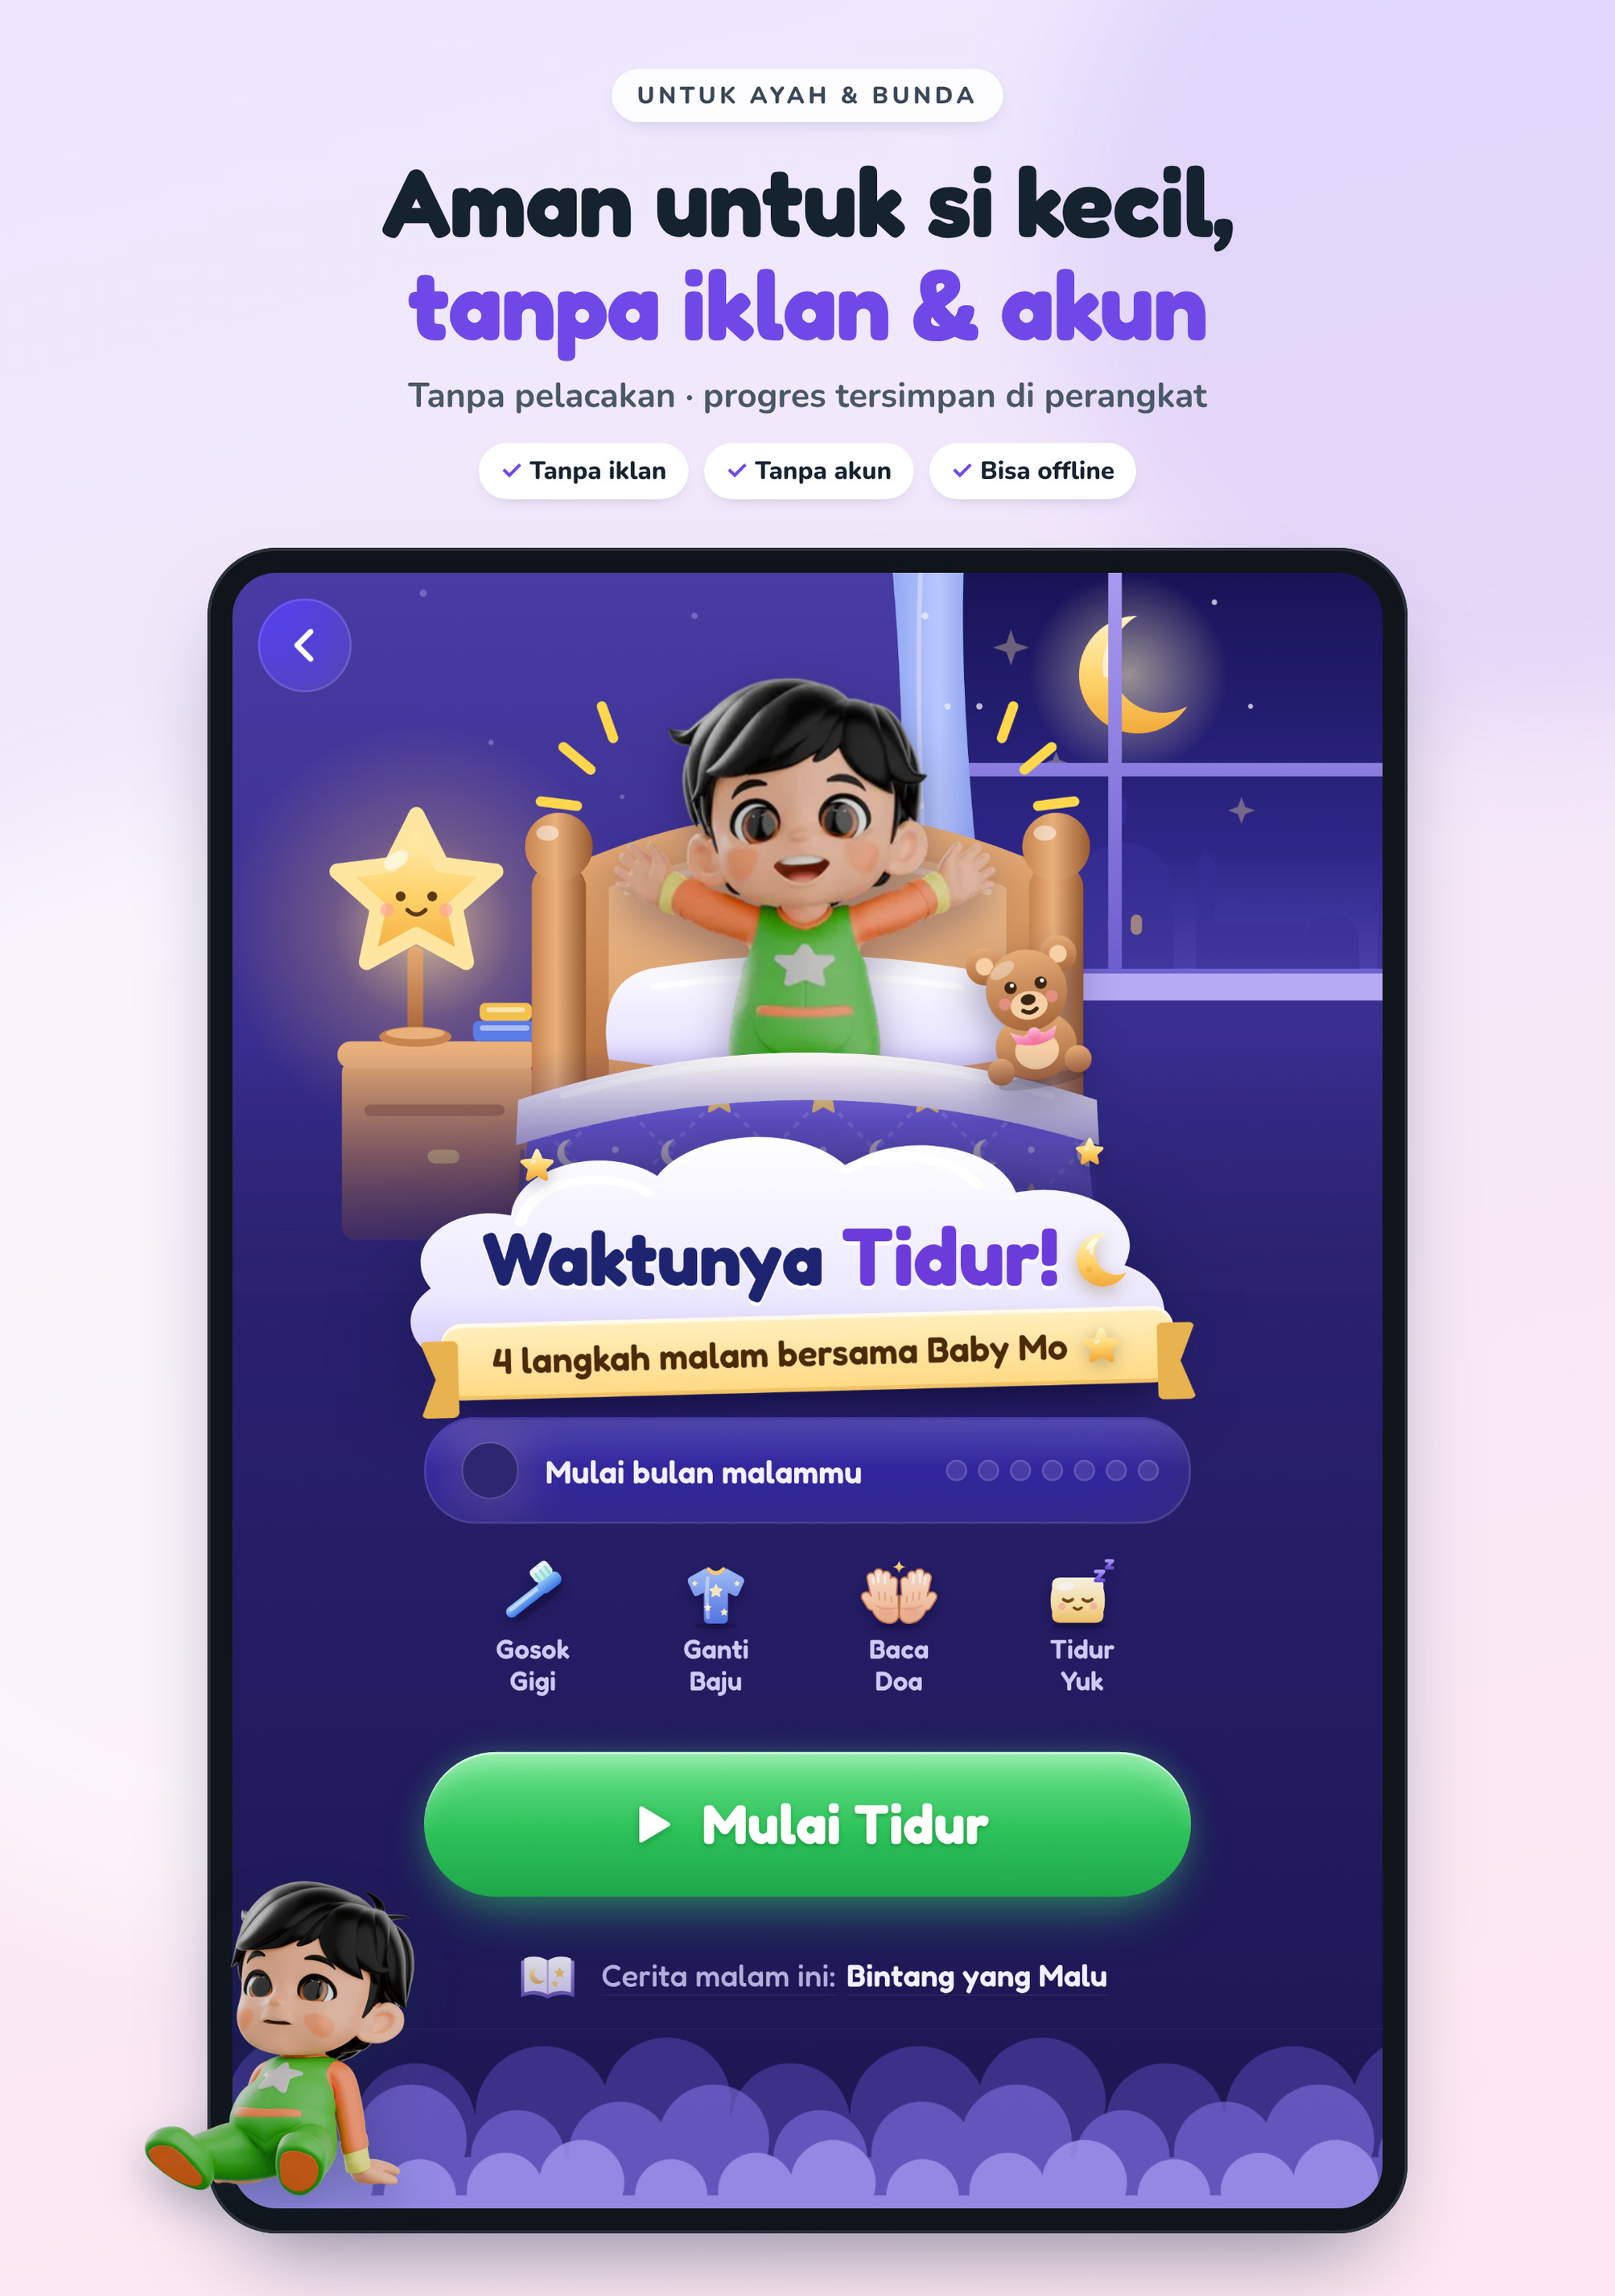 UNTUK AYAH & BUNDA
Aman untuk si kecil,
tanpa iklan & akun
Tanpa pelacakan · progres tersimpan di perangkat
Tanpa iklan
Tanpa akun
Bisa offline
Waktunya Tidur!
4 langkah malam bersama Baby Mo
Mulai bulan malammu
Gosok
Gigi
Ganti
Baju
Baca
Doa
Tidur
Yuk
Mulai Tidur
Cerita malam ini: Bintang yang Malu